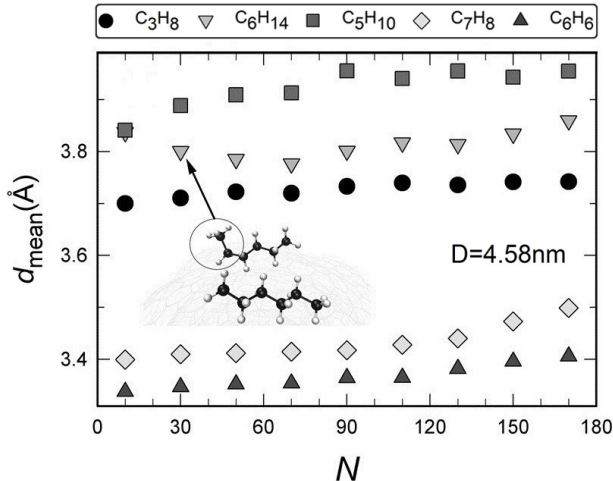 C₃H₈ C₆H₁₄ C₅H₁₀ C₇H₈ C₆H₆
d_mean(Å)
3.8
3.6
3.4
D=4.58nm
0 30 60 90 120 150 180
N